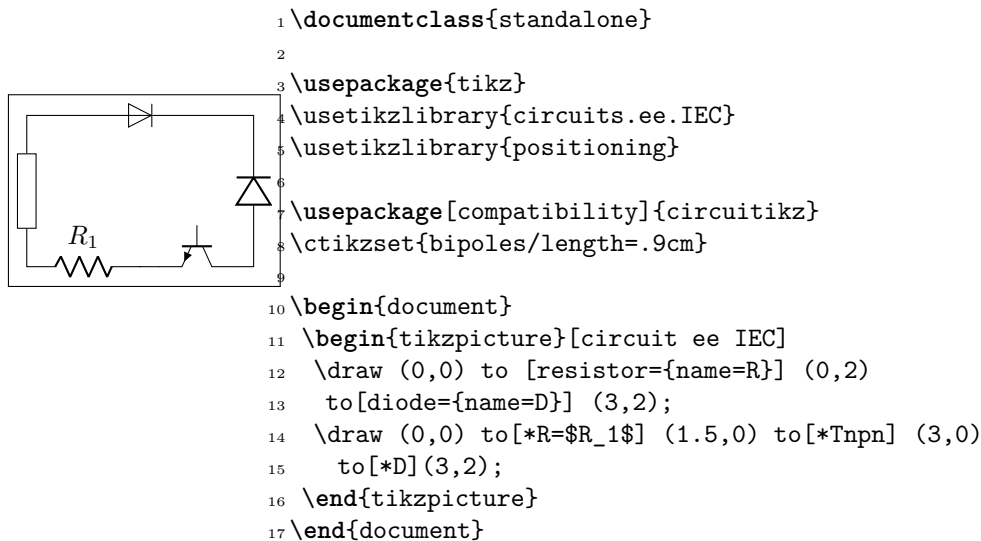 R1
1 \documentclass{standalone}
2
3 \usepackage{tikz}
4 \usetikzlibrary{circuits.ee.IEC}
5 \usetikzlibrary{positioning}
6
7 \usepackage[compatibility]{circuitikz}
8 \ctikzset{bipoles/length=.9cm}
9
10 \begin{document}
11 \begin{tikzpicture}[circuit ee IEC]
12 \draw (0,0) to [resistor={name=R}] (0,2)
13 to[diode={name=D}] (3,2);
14 \draw (0,0) to[*R=$R_1$] (1.5,0) to[*Tnpn] (3,0)
15 to[*D](3,2);
16 \end{tikzpicture}
17 \end{document}